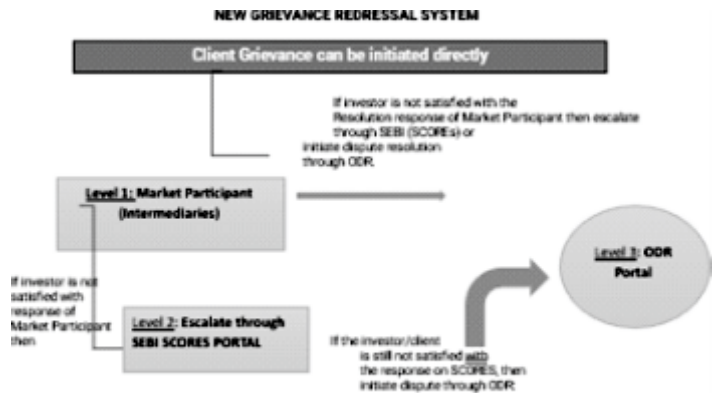 NEW GRIEVANCE REDRESSAL SYSTEM
Client Grievance can be initiated directly
If investor is not satisfied with the
Resolution response of Market Participant then escalate
through SEBI (SCOREs) or
initiate dispute resolution
through ODR.
Level 1: Market Participant
(Intermediaries)
Level 3: ODR
Portal
If investor is not
satisfied with
response of
Market Participant
then
Level 2: Escalate through
SEBI SCORES PORTAL
If the investor/client
is still not satisfied with
the response on SCORES, then
initiate dispute through ODR